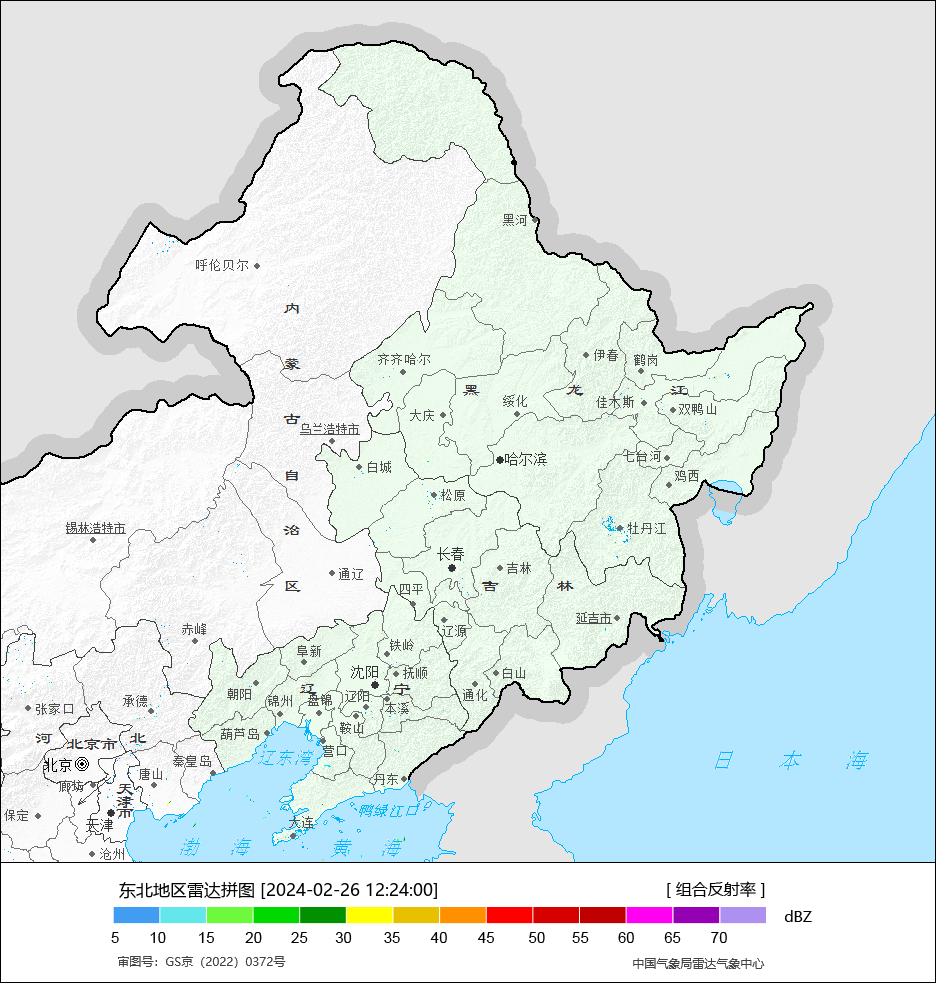 黑河
呼伦贝尔
内
蒙
古
自
治
区
齐齐哈尔
伊春
鹤岗
黑
龙
江
绥化
佳木斯
双鸭山
大庆
乌兰浩特市
哈尔滨
七台河
白城
鸡西
松原
锡林浩特市
牡丹江
长春
通辽
吉林
吉
林
四平
延吉市
赤峰
辽源
铁岭
阜新
沈阳
抚顺
白山
朝阳
辽
宁
通化
承德
锦州
盘锦
辽阳
本溪
张家口
葫芦岛
鞍山
河
北
北京市
营口
辽东湾
秦皇岛
北京
唐山
丹东
日本海
廊坊
天津市
保定
天津
大连
鸭绿江口
渤海
黄海
沧州
东北地区雷达拼图 [2024-02-26 12:24:00]
[ 组合反射率 ]
dBZ
5 10 15 20 25 30 35 40 45 50 55 60 65 70
审图号：GS京（2022）0372号
中国气象局雷达气象中心